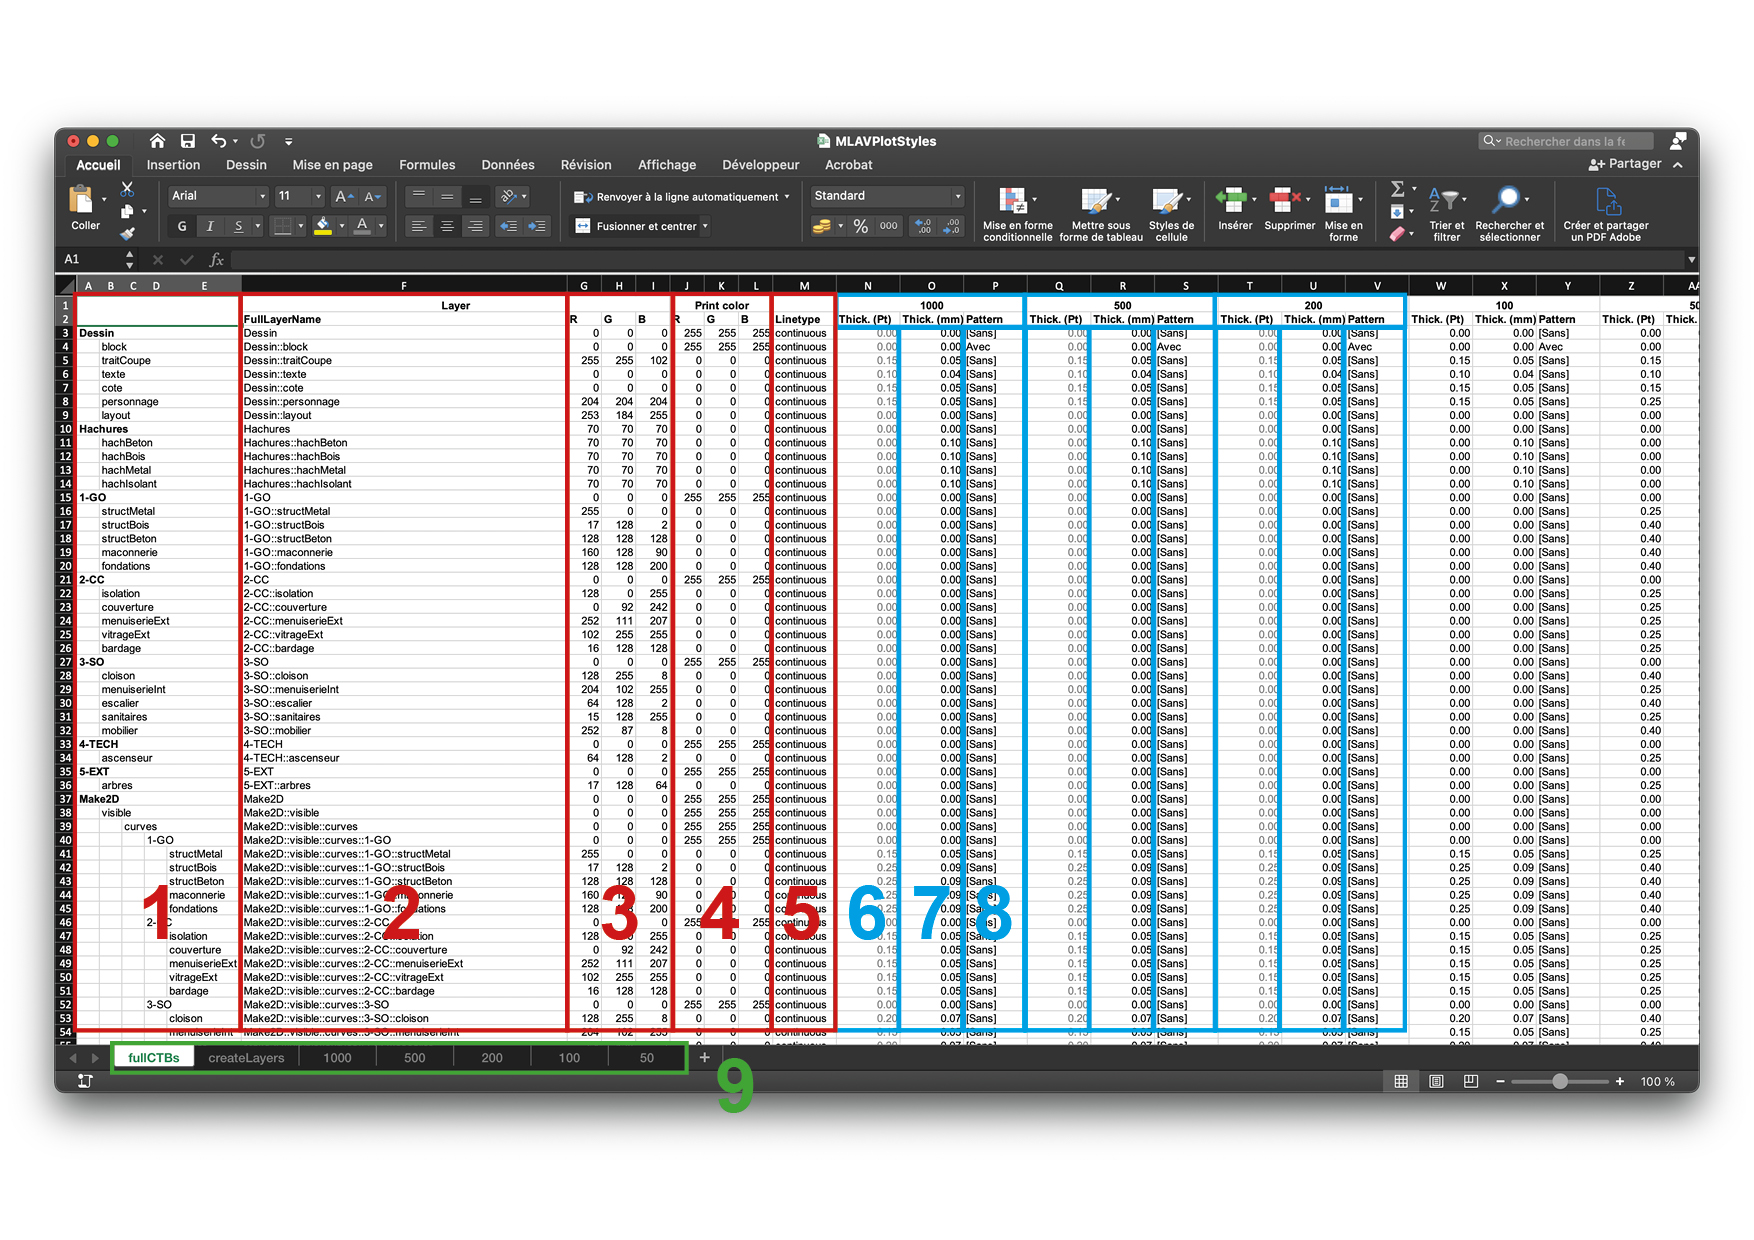 MLAVPlotStyles
Rechercher dans la fe
Accueil Insertion Dessin Mise en page Formules Données Révision Affichage Développeur Acrobat Partager
Coller Arial 11 Renvoyer à la ligne automatiquement Standard
G I S Fusionner et centrer % 000
Mise en forme conditionnelle
Mettre sous forme de tableau
Styles de cellule
Insérer Supprimer Mise en forme
Trier et filtrer
Rechercher et sélectionner
Créer et partager un PDF Adobe
A1 fx
A B C D E F G H I J K L M N O P Q R S T U V W X Y Z AA
1 Layer Print color 1000 500 200 100 50
2 FullLayerName R G B R G B Linetype Thick. (Pt) Thick. (mm) Pattern Thick. (Pt) Thick. (mm) Pattern Thick. (Pt) Thick. (mm) Pattern Thick. (Pt) Thick. (mm) Pattern Thick. (Pt) Thick.
3 Dessin Dessin 0 0 0 255 255 255 continuous 0.00 0.00 [Sans] 0.00 0.00 [Sans] 0.00 0.00 [Sans] 0.00 0.00 [Sans] 0.00
4 block Dessin::block 0 0 0 255 255 255 continuous 0.00 0.00 Avec 0.00 0.00 Avec 0.00 0.00 Avec 0.00 0.00 Avec 0.00
5 traitCoupe Dessin::traitCoupe 255 255 102 0 0 0 continuous 0.15 0.05 [Sans] 0.15 0.05 [Sans] 0.15 0.05 [Sans] 0.15 0.05 [Sans] 0.15
6 texte Dessin::texte 0 0 0 0 0 0 continuous 0.10 0.04 [Sans] 0.10 0.04 [Sans] 0.10 0.04 [Sans] 0.10 0.04 [Sans] 0.10
7 cote Dessin::cote 0 0 0 0 0 0 continuous 0.15 0.05 [Sans] 0.15 0.05 [Sans] 0.15 0.05 [Sans] 0.15 0.05 [Sans] 0.15
8 personnage Dessin::personnage 204 204 204 0 0 0 continuous 0.15 0.05 [Sans] 0.15 0.05 [Sans] 0.15 0.05 [Sans] 0.15 0.05 [Sans] 0.25
9 layout Dessin::layout 253 184 255 0 0 0 continuous 0.00 0.00 [Sans] 0.00 0.00 [Sans] 0.00 0.00 [Sans] 0.00 0.00 [Sans] 0.00
10 Hachures Hachures 70 70 70 0 0 0 continuous 0.00 0.00 [Sans] 0.00 0.00 [Sans] 0.00 0.00 [Sans] 0.00 0.00 [Sans] 0.00
11 hachBeton Hachures::hachBeton 70 70 70 0 0 0 continuous 0.00 0.10 [Sans] 0.00 0.10 [Sans] 0.00 0.10 [Sans] 0.00 0.10 [Sans] 0.00
12 hachBois Hachures::hachBois 70 70 70 0 0 0 continuous 0.00 0.10 [Sans] 0.00 0.10 [Sans] 0.00 0.10 [Sans] 0.00 0.10 [Sans] 0.00
13 hachMetal Hachures::hachMetal 70 70 70 0 0 0 continuous 0.00 0.10 [Sans] 0.00 0.10 [Sans] 0.00 0.10 [Sans] 0.00 0.10 [Sans] 0.00
14 hachIsolant Hachures::hachIsolant 70 70 70 0 0 0 continuous 0.00 0.10 [Sans] 0.00 0.10 [Sans] 0.00 0.10 [Sans] 0.00 0.10 [Sans] 0.00
15 1-GO 1-GO 0 0 0 255 255 255 continuous 0.00 0.00 [Sans] 0.00 0.00 [Sans] 0.00 0.00 [Sans] 0.00 0.00 [Sans] 0.00
16 structMetal 1-GO::structMetal 255 0 0 0 0 0 continuous 0.00 0.00 [Sans] 0.00 0.00 [Sans] 0.00 0.00 [Sans] 0.00 0.00 [Sans] 0.25
17 structBois 1-GO::structBois 17 128 2 0 0 0 continuous 0.00 0.00 [Sans] 0.00 0.00 [Sans] 0.00 0.00 [Sans] 0.00 0.00 [Sans] 0.40
18 structBeton 1-GO::structBeton 128 128 128 0 0 0 continuous 0.00 0.00 [Sans] 0.00 0.00 [Sans] 0.00 0.00 [Sans] 0.00 0.00 [Sans] 0.40
19 maconnerie 1-GO::maconnerie 160 128 90 0 0 0 continuous 0.00 0.00 [Sans] 0.00 0.00 [Sans] 0.00 0.00 [Sans] 0.00 0.00 [Sans] 0.40
20 fondations 1-GO::fondations 128 128 200 0 0 0 continuous 0.00 0.00 [Sans] 0.00 0.00 [Sans] 0.00 0.00 [Sans] 0.00 0.00 [Sans] 0.40
21 2-CC 2-CC 0 0 0 255 255 255 continuous 0.00 0.00 [Sans] 0.00 0.00 [Sans] 0.00 0.00 [Sans] 0.00 0.00 [Sans] 0.00
22 isolation 2-CC::isolation 128 0 255 0 0 0 continuous 0.00 0.00 [Sans] 0.00 0.00 [Sans] 0.00 0.00 [Sans] 0.00 0.00 [Sans] 0.25
23 couverture 2-CC::couverture 0 92 242 0 0 0 continuous 0.00 0.00 [Sans] 0.00 0.00 [Sans] 0.00 0.00 [Sans] 0.00 0.00 [Sans] 0.25
24 menuiserieExt 2-CC::menuiserieExt 252 111 207 0 0 0 continuous 0.00 0.00 [Sans] 0.00 0.00 [Sans] 0.00 0.00 [Sans] 0.00 0.00 [Sans] 0.25
25 vitrageExt 2-CC::vitrageExt 102 255 255 0 0 0 continuous 0.00 0.00 [Sans] 0.00 0.00 [Sans] 0.00 0.00 [Sans] 0.00 0.00 [Sans] 0.25
26 bardage 2-CC::bardage 16 128 128 0 0 0 continuous 0.00 0.00 [Sans] 0.00 0.00 [Sans] 0.00 0.00 [Sans] 0.00 0.00 [Sans] 0.25
27 3-SO 3-SO 0 0 0 255 255 255 continuous 0.00 0.00 [Sans] 0.00 0.00 [Sans] 0.00 0.00 [Sans] 0.00 0.00 [Sans] 0.00
28 cloison 3-SO::cloison 128 255 8 0 0 0 continuous 0.00 0.00 [Sans] 0.00 0.00 [Sans] 0.00 0.00 [Sans] 0.00 0.00 [Sans] 0.40
29 menuiserieInt 3-SO::menuiserieInt 204 102 255 0 0 0 continuous 0.00 0.00 [Sans] 0.00 0.00 [Sans] 0.00 0.00 [Sans] 0.00 0.00 [Sans] 0.25
30 escalier 3-SO::escalier 64 128 2 0 0 0 continuous 0.00 0.00 [Sans] 0.00 0.00 [Sans] 0.00 0.00 [Sans] 0.00 0.00 [Sans] 0.40
31 sanitaires 3-SO::sanitaires 15 128 255 0 0 0 continuous 0.00 0.00 [Sans] 0.00 0.00 [Sans] 0.00 0.00 [Sans] 0.00 0.00 [Sans] 0.25
32 mobilier 3-SO::mobilier 252 87 8 0 0 0 continuous 0.00 0.00 [Sans] 0.00 0.00 [Sans] 0.00 0.00 [Sans] 0.00 0.00 [Sans] 0.40
33 4-TECH 4-TECH 0 0 0 255 255 255 continuous 0.00 0.00 [Sans] 0.00 0.00 [Sans] 0.00 0.00 [Sans] 0.00 0.00 [Sans] 0.00
34 ascenseur 4-TECH::ascenseur 64 128 2 0 0 0 continuous 0.00 0.00 [Sans] 0.00 0.00 [Sans] 0.00 0.00 [Sans] 0.00 0.00 [Sans] 0.25
35 5-EXT 5-EXT 0 0 0 255 255 255 continuous 0.00 0.00 [Sans] 0.00 0.00 [Sans] 0.00 0.00 [Sans] 0.00 0.00 [Sans] 0.00
36 arbres 5-EXT::arbres 17 128 64 0 0 0 continuous 0.00 0.00 [Sans] 0.00 0.00 [Sans] 0.00 0.00 [Sans] 0.00 0.00 [Sans] 0.25
37 Make2D Make2D 0 0 0 255 255 255 continuous 0.00 0.00 [Sans] 0.00 0.00 [Sans] 0.00 0.00 [Sans] 0.00 0.00 [Sans] 0.00
38 visible Make2D::visible 0 0 0 255 255 255 continuous 0.00 0.00 [Sans] 0.00 0.00 [Sans] 0.00 0.00 [Sans] 0.00 0.00 [Sans] 0.00
39 curves Make2D::visible::curves 0 0 0 255 255 255 continuous 0.00 0.00 [Sans] 0.00 0.00 [Sans] 0.00 0.00 [Sans] 0.00 0.00 [Sans] 0.00
40 1-GO Make2D::visible::curves::1-GO 0 0 0 255 255 255 continuous 0.00 0.00 [Sans] 0.00 0.00 [Sans] 0.00 0.00 [Sans] 0.00 0.00 [Sans] 0.00
41 structMetal Make2D::visible::curves::1-GO::structMetal 255 0 0 0 0 0 continuous 0.15 0.05 [Sans] 0.15 0.05 [Sans] 0.15 0.05 [Sans] 0.15 0.05 [Sans] 0.25
42 structBois Make2D::visible::curves::1-GO::structBois 17 128 2 0 0 0 continuous 0.25 0.09 [Sans] 0.25 0.09 [Sans] 0.25 0.09 [Sans] 0.25 0.09 [Sans] 0.40
43 structBeton Make2D::visible::curves::1-GO::structBeton 128 128 128 0 0 continuous 0.25 0.09 [Sans] 0.25 0.09 [Sans] 0.25 0.09 [Sans] 0.25 0.09 [Sans] 0.40
44 maconnerie 160 90 0 0.25 0.09 [Sans] 0.25 0.09 [Sans] 0.25 0.09 [Sans] 0.40
45 fondations 128 200 0 0.25 0.09 [Sans] 0.25 0.09 [Sans] 0.25 0.09 [Sans] 0.40
46 0 0 255 0.00 0.00 [Sans] 0.00 0.00 [Sans] 0.00 0.00 [Sans] 0.00
47 isolation 128 255 0 0 continuous 0.15 0.05 0.15 0.05 [Sans] 0.15 0.05 [Sans] 0.15 0.05 [Sans] 0.25
48 couverture Make2D::visible::curves::2-CC::couverture 0 92 242 0 0 0 continuous 0.15 0.05 [Sans] 0.15 0.05 [Sans] 0.15 0.05 [Sans] 0.15 0.05 [Sans] 0.25
49 menuiserieExt Make2D::visible::curves::2-CC::menuiserieExt 252 111 207 0 0 0 continuous 0.15 0.05 [Sans] 0.15 0.05 [Sans] 0.15 0.05 [Sans] 0.15 0.05 [Sans] 0.25
50 vitrageExt Make2D::visible::curves::2-CC::vitrageExt 102 255 255 0 0 0 continuous 0.15 0.05 [Sans] 0.15 0.05 [Sans] 0.15 0.05 [Sans] 0.15 0.05 [Sans] 0.25
51 bardage Make2D::visible::curves::2-CC::bardage 16 128 128 0 0 0 continuous 0.15 0.05 [Sans] 0.15 0.05 [Sans] 0.15 0.05 [Sans] 0.15 0.05 [Sans] 0.25
52 3-SO Make2D::visible::curves::3-SO 0 0 0 255 255 255 continuous 0.00 0.00 [Sans] 0.00 0.00 [Sans] 0.00 0.00 [Sans] 0.00 0.00 [Sans] 0.00
53 cloison Make2D::visible::curves::3-SO::cloison 128 255 8 0 0 0 continuous 0.20 0.07 [Sans] 0.20 0.07 [Sans] 0.20 0.07 [Sans] 0.20 0.07 [Sans] 0.40
54 menuiserieInt Make2D::visible::curves::3-SO::menuiserieInt 204 102 255 0 0 0 continuous 0.15 0.05 [Sans] 0.15 0.05 [Sans] 0.15 0.05 [Sans] 0.15 0.05 [Sans] 0.25
1 2 3 4 5 6 7 8
fullCTBs createLayers 1000 500 200 100 50 +
9
100 %